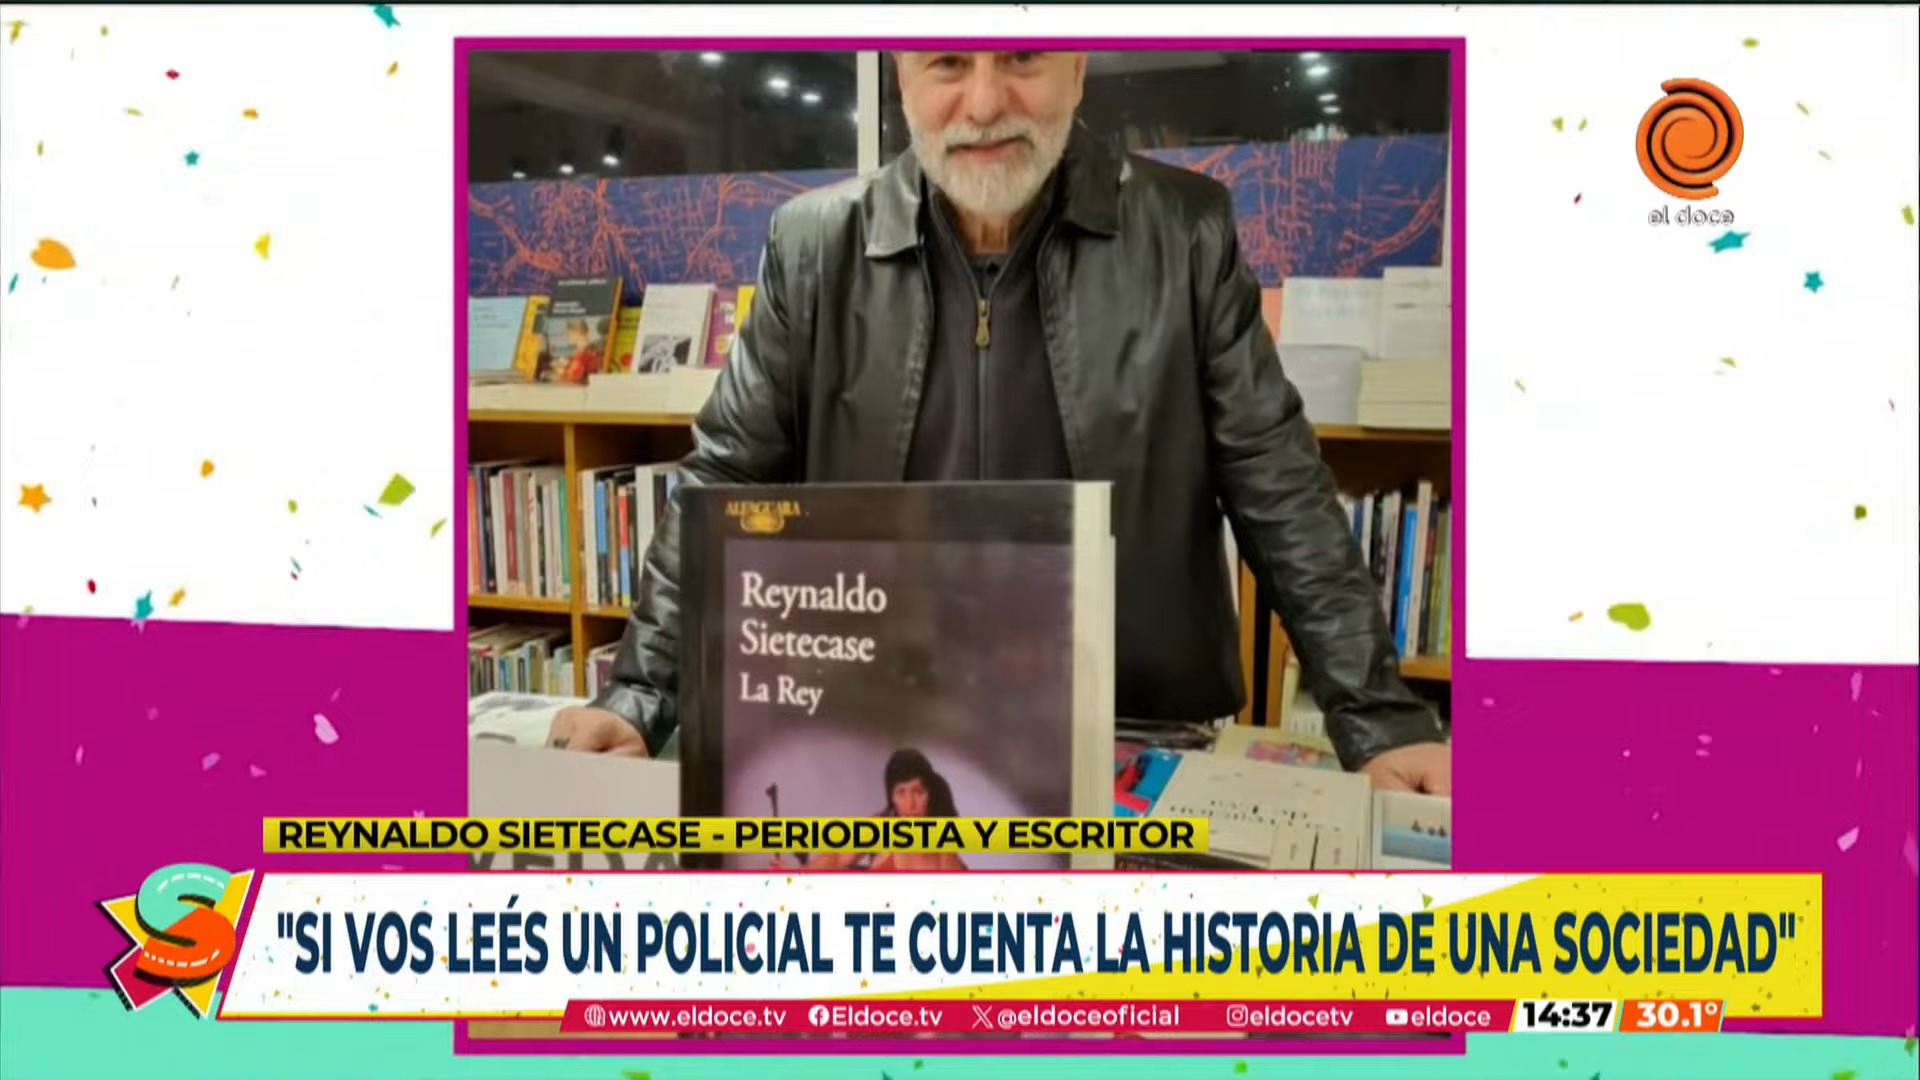 el doce
ALFAGUARA
Reynaldo
Sietecase
La Rey
REYNALDO SIETECASE - PERIODISTA Y ESCRITOR
"SI VOS LEÉS UN POLICIAL TE CUENTA LA HISTORIA DE UNA SOCIEDAD"
www.eldoce.tv Eldoce.tv @eldoceoficial eldocetv eldoce 14:37 30.1°